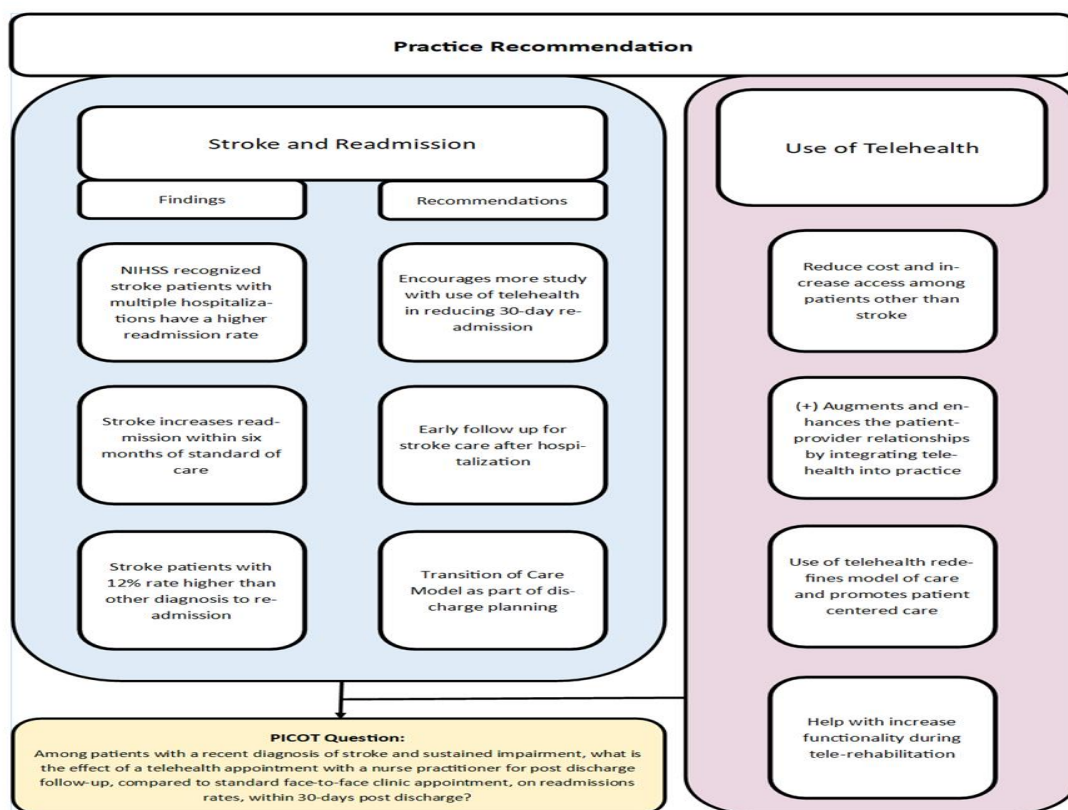 Practice Recommendation
Stroke and Readmission
Findings
NIHSS recognized
stroke patients with
multiple hospitaliza-
tions have a higher
readmission rate
Stroke increases read-
mission within six
months of standard of
care
Stroke patients with
12% rate higher than
other diagnosis to re-
admission
Recommendations
Encourages more study
with use of telehealth
in reducing 30-day re-
admission
Early follow up for
stroke care after hospi-
talization
Transition of Care
Model as part of dis-
charge planning
Use of Telehealth
Reduce cost and in-
crease access among
patients other than
stroke
(+) Augments and en-
hances the patient-
provider relationships
by integrating tele-
health into practice
Use of telehealth rede-
fines model of care
and promotes patient
centered care
Help with increase
functionality during
tele-rehabilitation
PICOT Question:
Among patients with a recent diagnosis of stroke and sustained impairment, what is
the effect of a telehealth appointment with a nurse practitioner for post discharge
follow-up, compared to standard face-to-face clinic appointment, on readmissions
rates, within 30-days post discharge?